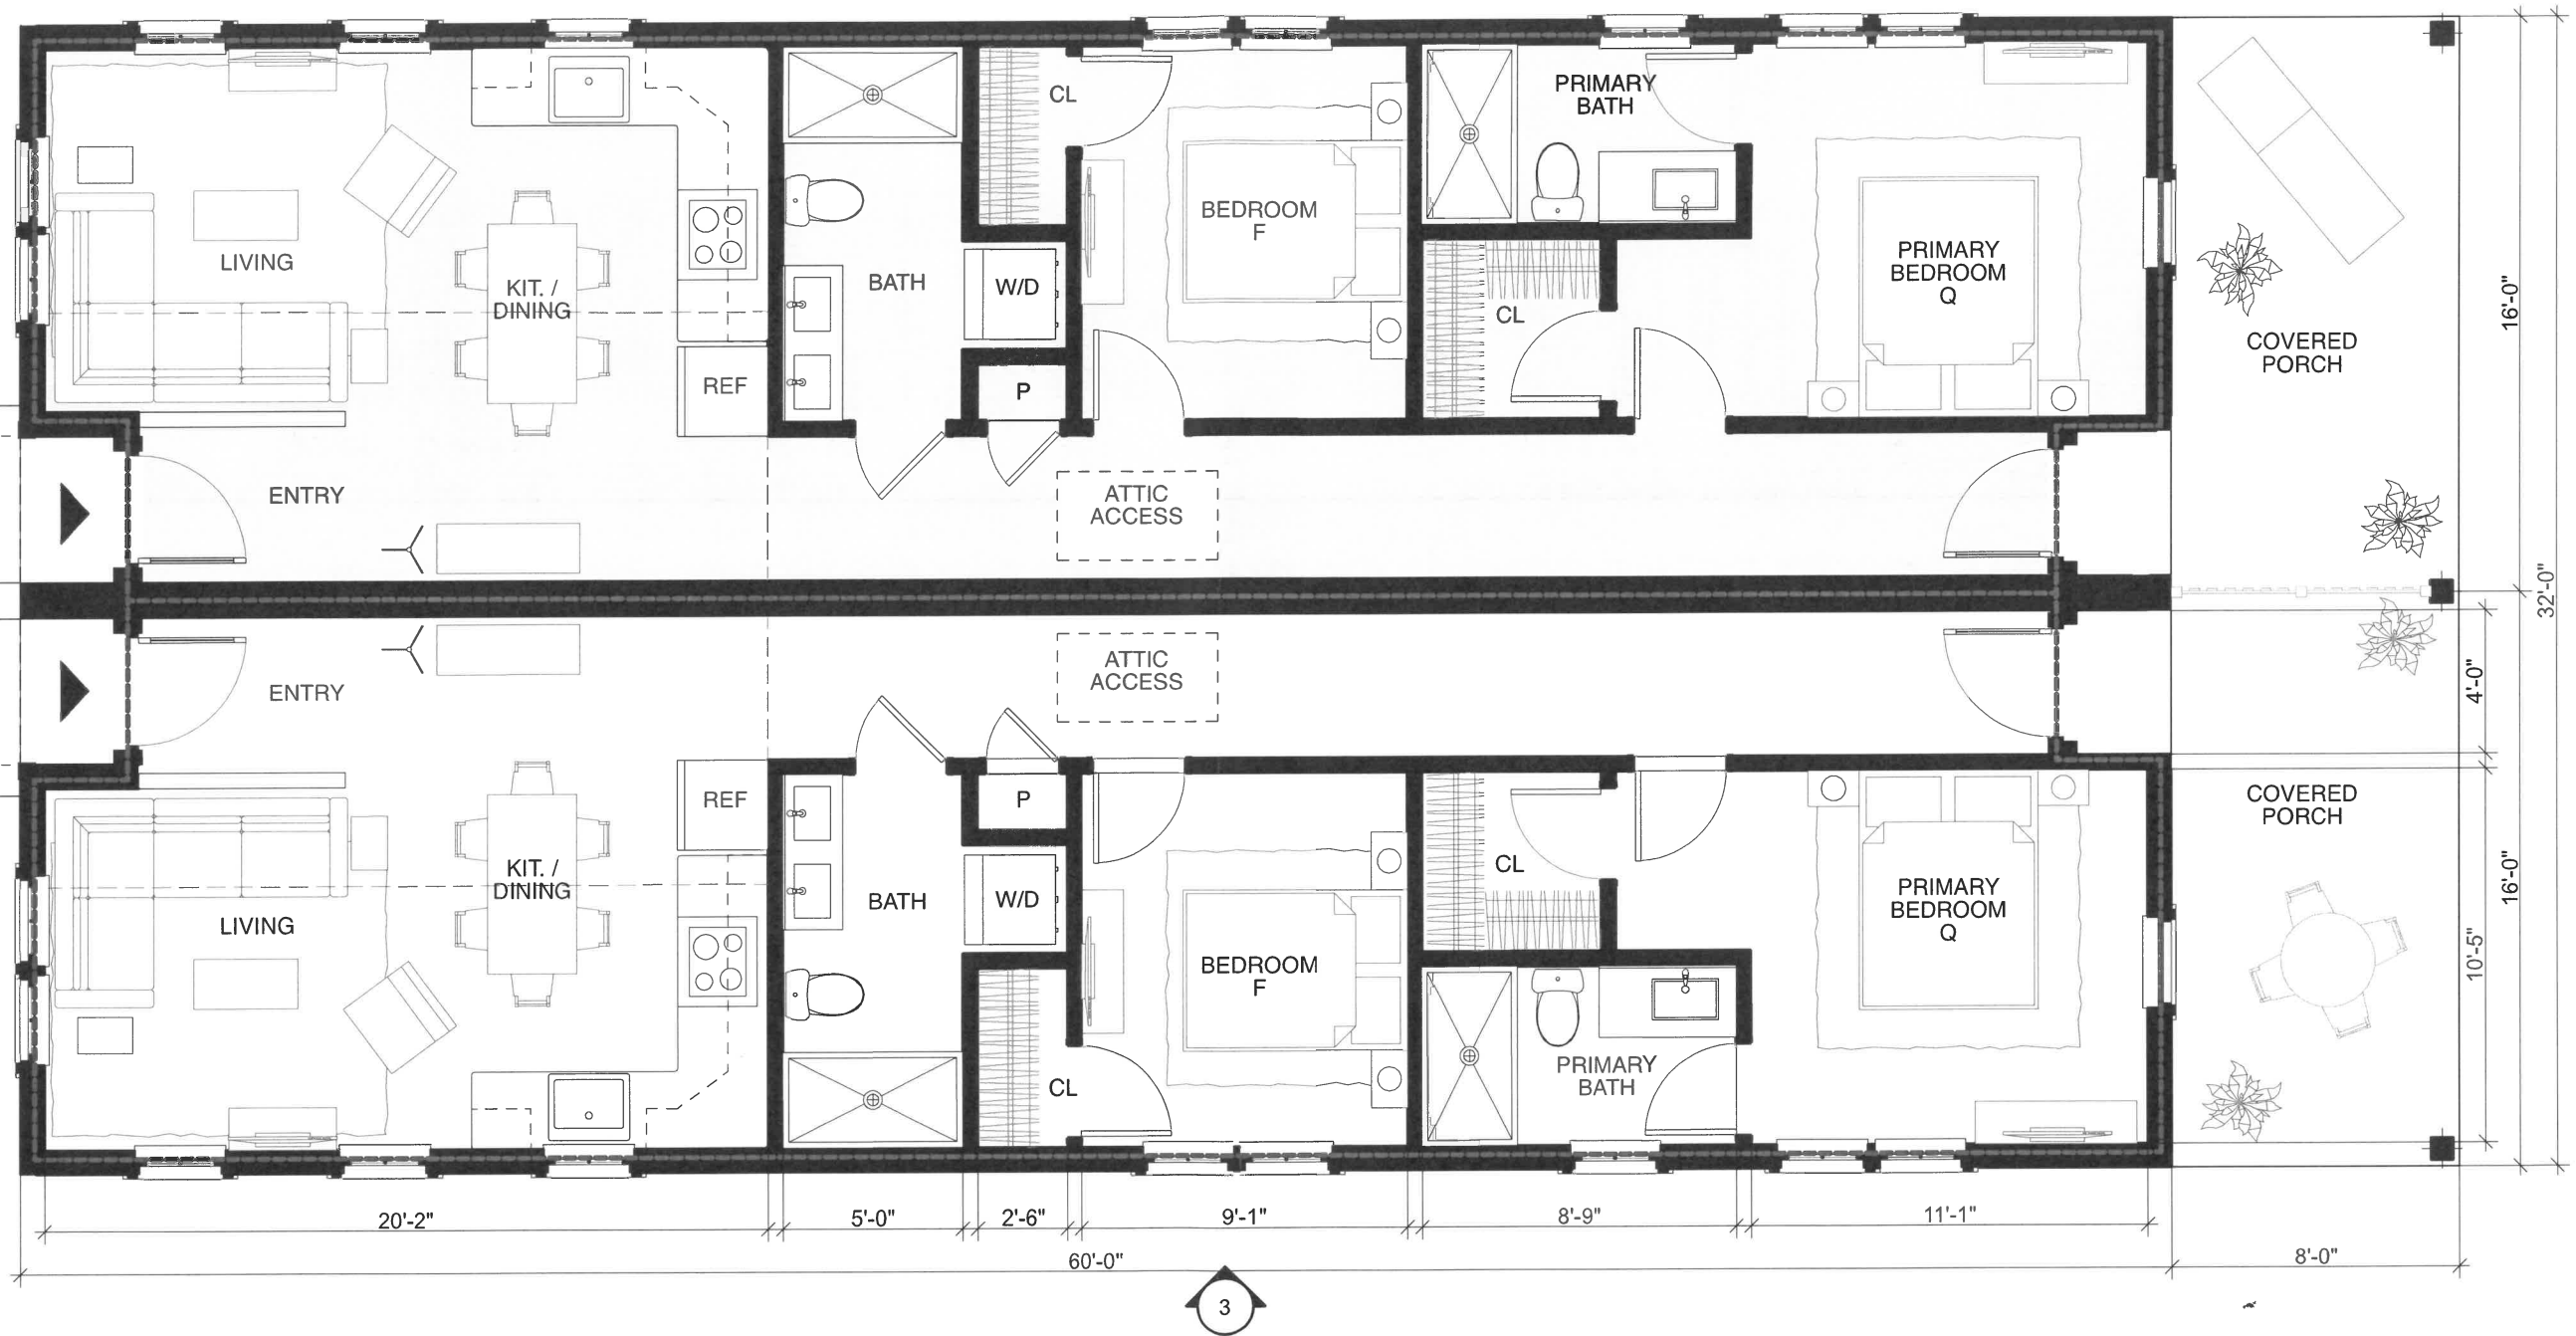 PRIMARY
BATH
CL
BEDROOM
F
LIVING
KIT. /
DINING
BATH
W/D
PRIMARY
BEDROOM
Q
CL
REF
P
COVERED
PORCH
16'-0"
ENTRY
ATTIC
ACCESS
32'-0"
ENTRY
ATTIC
ACCESS
4'-0"
REF
P
COVERED
PORCH
KIT. /
DINING
LIVING
BATH
W/D
BEDROOM
F
CL
PRIMARY
BEDROOM
Q
16'-0"
10'-5"
CL
PRIMARY
BATH
20'-2"
5'-0"
2'-6"
9'-1"
8'-9"
11'-1"
60'-0"
8'-0"
3